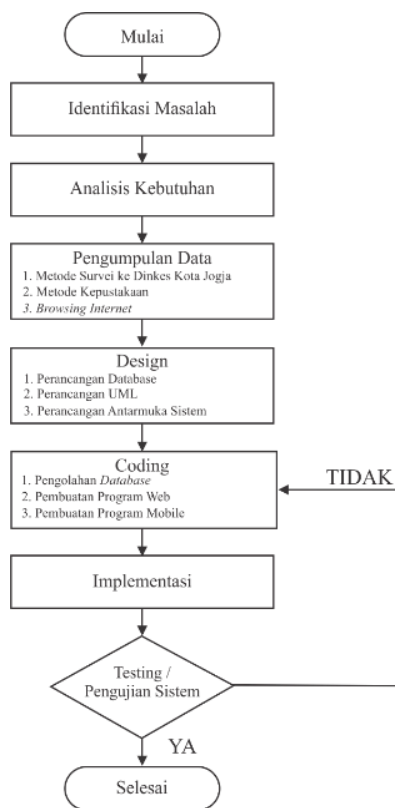 Mulai
Identifikasi Masalah
Analisis Kebutuhan
Pengumpulan Data
1. Metode Survei ke Dinkes Kota Jogja
2. Metode Kepustakaan
3. Browsing Internet
Design
1. Perancangan Database
2. Perancangan UML
3. Perancangan Antarmuka Sistem
Coding
1. Pengolahan Database
2. Pembuatan Program Web
3. Pembuatan Program Mobile
TIDAK
Implementasi
Testing /
Pengujian Sistem
YA
Selesai